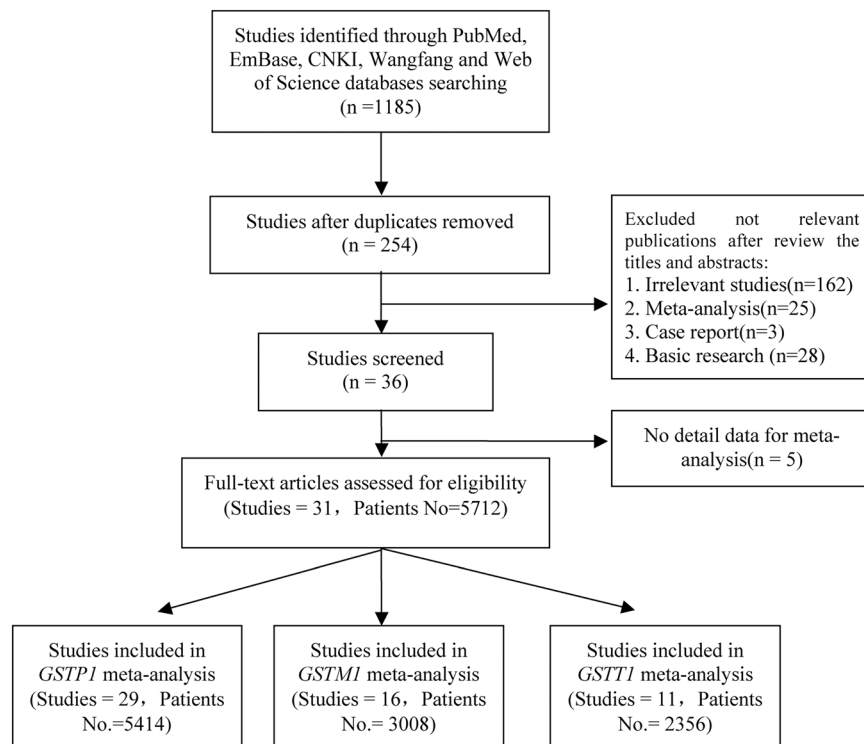 Studies identified through PubMed,
EmBase, CNKI, Wangfang and Web
of Science databases searching
(n =1185)
Studies after duplicates removed
(n = 254)
Excluded not relevant
publications after review the
titles and abstracts:
1. Irrelevant studies(n=162)
2. Meta-analysis(n=25)
3. Case report(n=3)
4. Basic research (n=28)
Studies screened
(n = 36)
No detail data for meta-
analysis(n = 5)
Full-text articles assessed for eligibility
(Studies = 31，Patients No=5712)
Studies included in
GSTP1 meta-analysis
(Studies = 29，Patients
No.=5414)
Studies included in
GSTM1 meta-analysis
(Studies = 16，Patients
No.= 3008)
Studies included in
GSTT1 meta-analysis
(Studies = 11，Patients
No.= 2356)